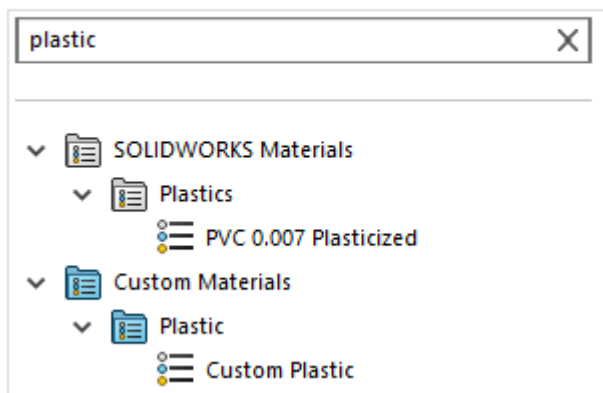 plastic
SOLIDWORKS Materials
Plastics
PVC 0.007 Plasticized
Custom Materials
Plastic
Custom Plastic